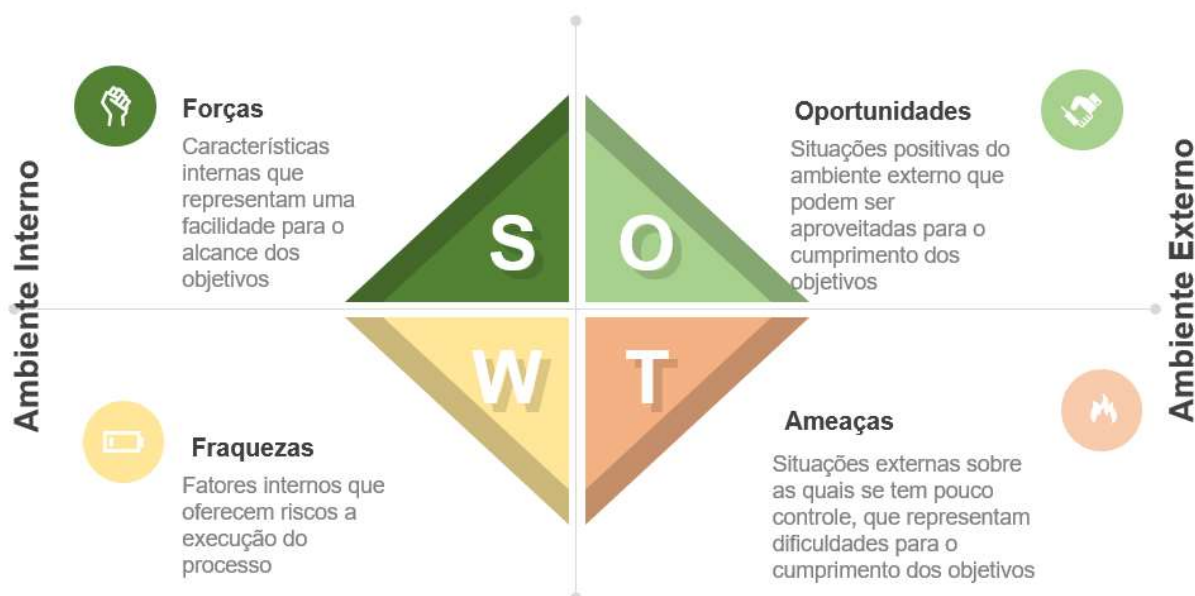 Ambiente Interno
Forças
Características
internas que
representam uma
facilidade para o
alcance dos
objetivos
S
O
Oportunidades
Situações positivas do
ambiente externo que
podem ser
aproveitadas para o
cumprimento dos
objetivos
Ambiente Externo
Fraquezas
Fatores internos que
oferecem riscos a
execução do
processo
W
T
Ameaças
Situações externas sobre
as quais se tem pouco
controle, que representam
dificuldades para o
cumprimento dos objetivos